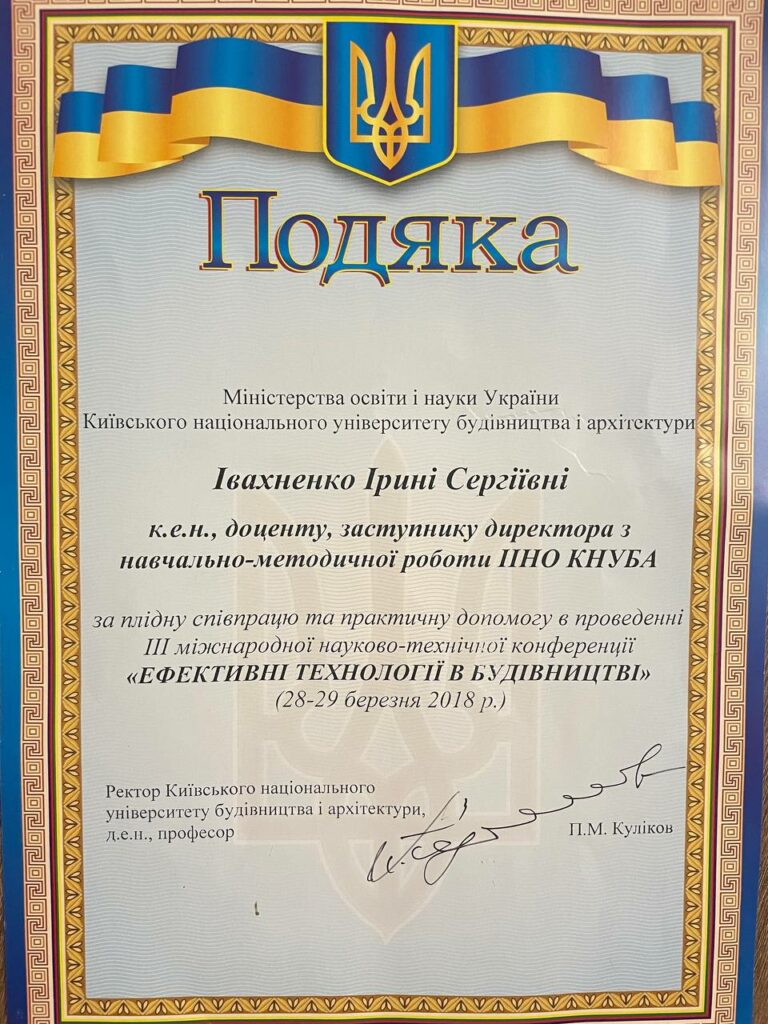 Подяка
Міністерства освіти і науки України
Київського національного університету будівництва і архітектури
Івахненко Ірині Сергіївні
к.е.н., доценту, заступнику директора з
навчально-методичної роботи ІІНО КНУБА
за плідну співпрацю та практичну допомогу в проведенні
ІІІ міжнародної науково-технічної конференції
«ЕФЕКТИВНІ ТЕХНОЛОГІЇ В БУДІВНИЦТВІ»
(28-29 березня 2018 р.)
Ректор Київського національного
університету будівництва і архітектури,
д.е.н., професор
П.М. Куліков